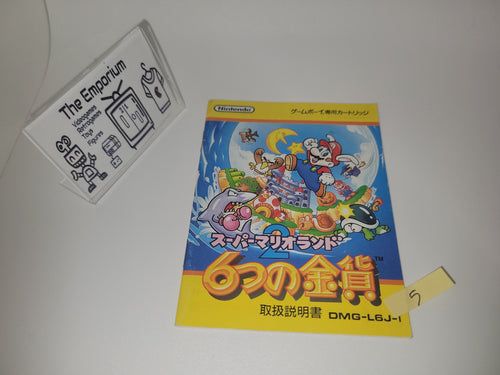 The Emporium
Videogames
Retrogames
Toys
Figures
Nintendo
ゲームボーイ専用カートリッジ
スーパーマリオランド
2
6つの金貨
TM
取扱説明書 DMG-L6J-1
5